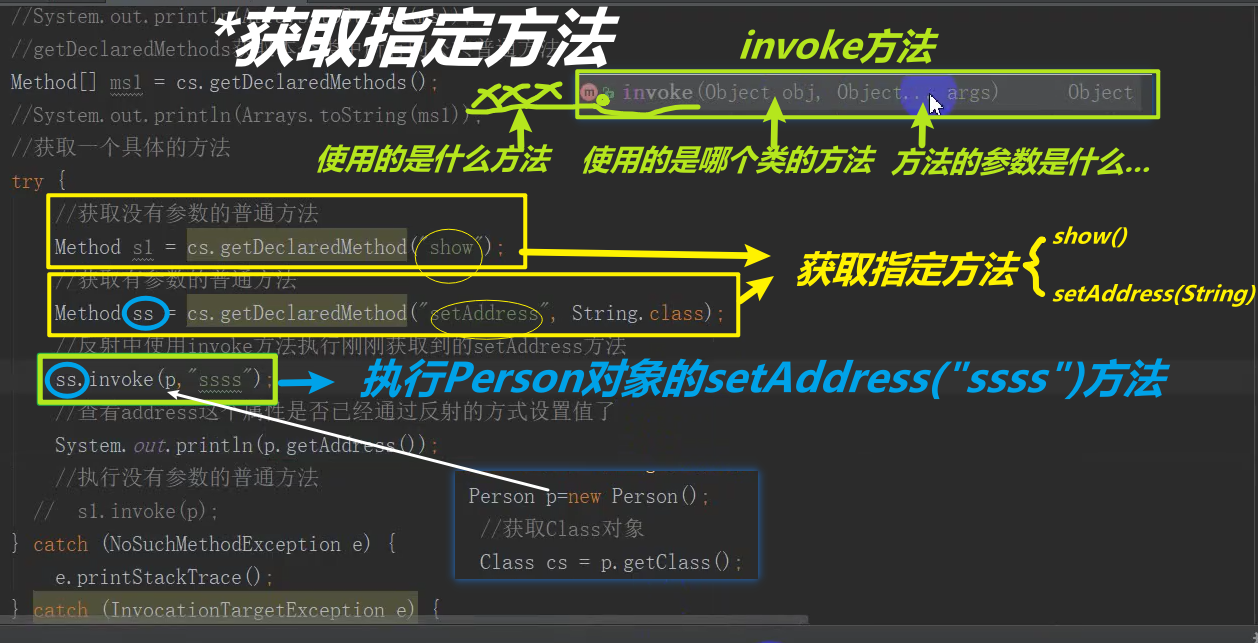 //System.out.println(Arrays.
*获取指定方法
//getDeclaredMethods
普通方法
invoke方法
Method[] ms1 = cs.getDeclaredMethods();
invoke(Object obj, Object... args) Object
xxx
//System.out.println(Arrays.toString(ms1));
//获取一个具体的方法
使用的是什么方法
使用的是哪个类的方法
方法的参数是什么...
try {
//获取没有参数的普通方法
Method s1 = cs.getDeclaredMethod("show");
获取指定方法
show()
setAddress(String)
//获取有参数的普通方法
Method ss = cs.getDeclaredMethod("setAddress", String.class);
//反射中使用invoke方法执行刚刚获取到的setAddress方法
ss.invoke(p,"ssss");
执行Person对象的setAddress("ssss")方法
//查看address这个属性是否已经通过反射的方式设置值了
System.out.println(p.getAddress());
//执行没有参数的普通方法
// s1.invoke(p);
Person p=new Person();
//获取Class对象
Class cs = p.getClass();
} catch (NoSuchMethodException e) {
e.printStackTrace();
} catch (InvocationTargetException e) {